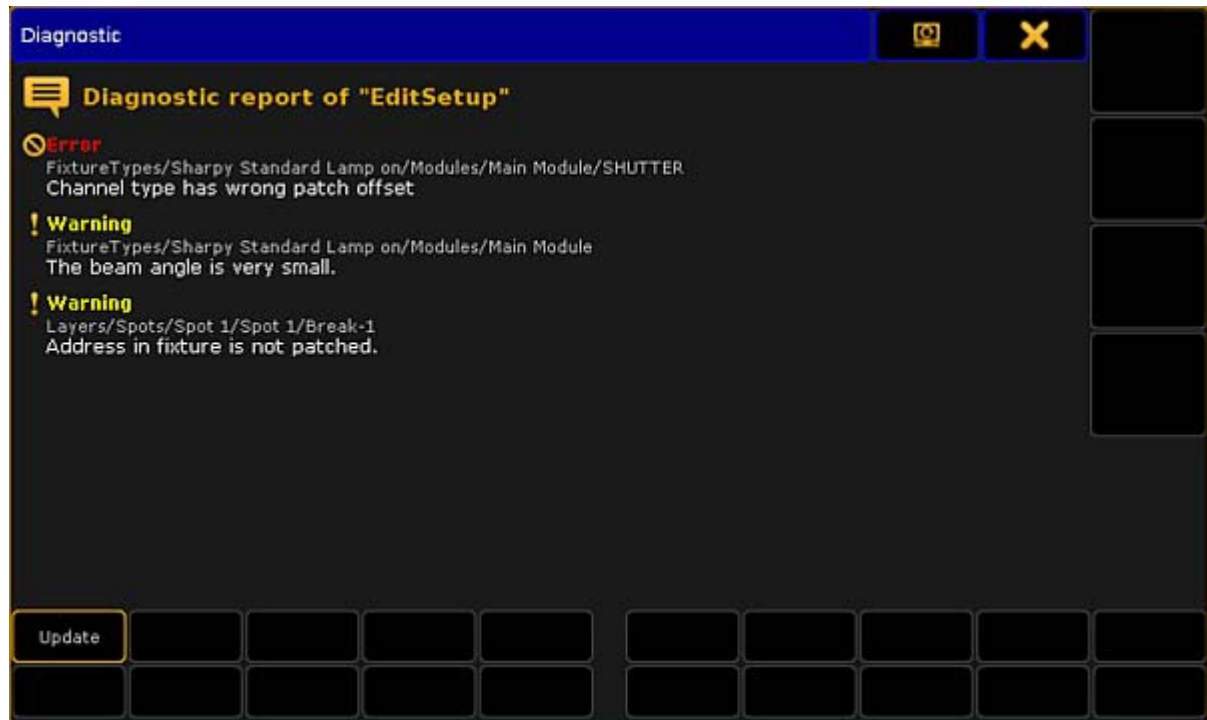 Diagnostic
Diagnostic report of "EditSetup"
Error
FixtureTypes/Sharpy Standard Lamp on/Modules/Main Module/SHUTTER
Channel type has wrong patch offset
Warning
FixtureTypes/Sharpy Standard Lamp on/Modules/Main Module
The beam angle is very small.
Warning
Layers/Spots/Spot 1/Spot 1/Break-1
Address in fixture is not patched.
Update